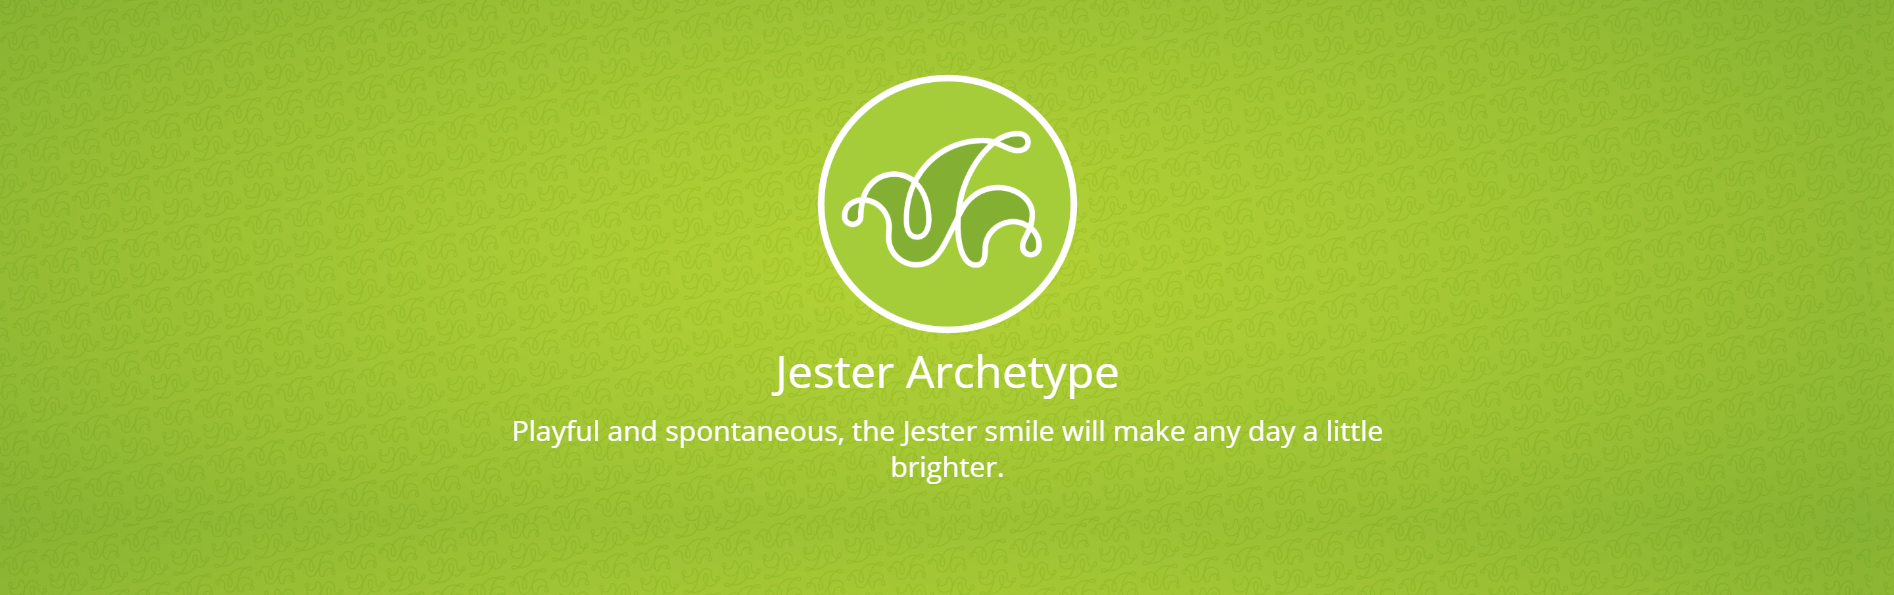 Jester Archetype
Playful and spontaneous, the Jester smile will make any day a little
brighter.